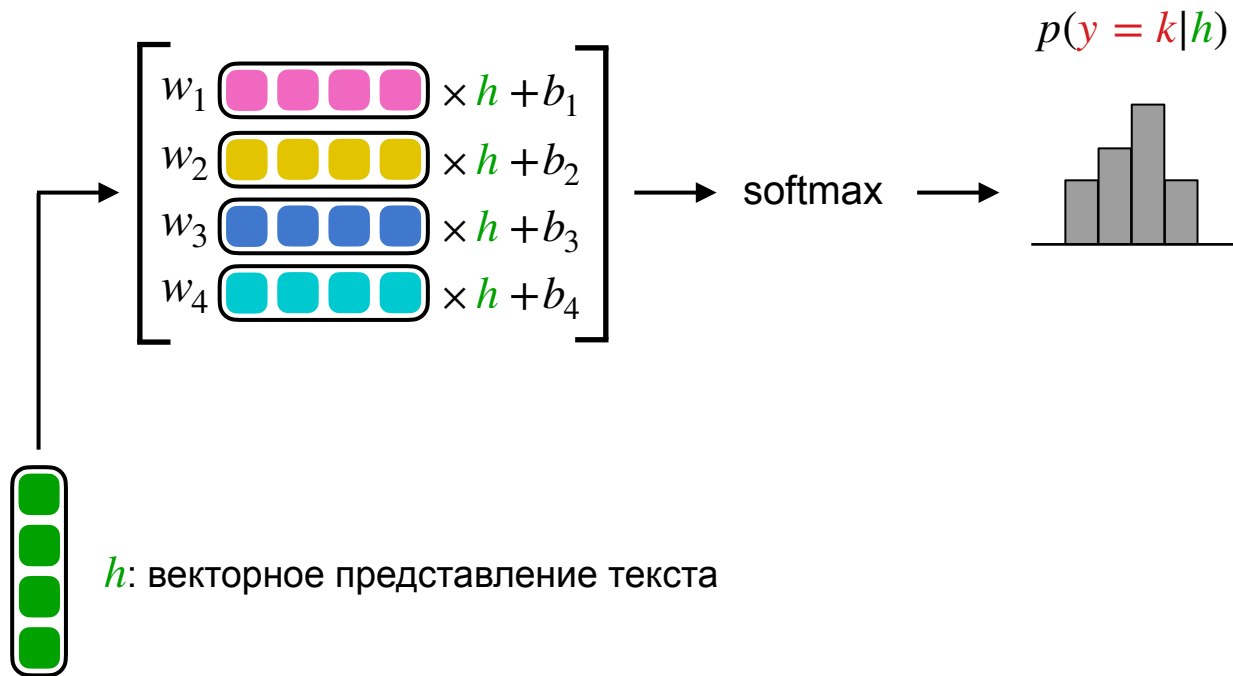 p(y = k|h)
w₁ × h + b₁
w₂ × h + b₂
w₃ × h + b₃
w₄ × h + b₄
softmax
h: векторное представление текста